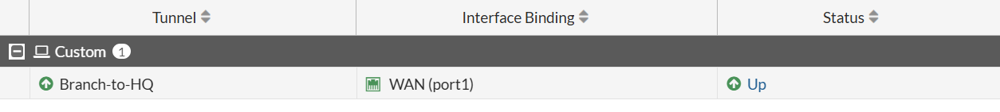 Tunnel Interface Binding Status
Custom 1
Branch-to-HQ WAN (port1) Up